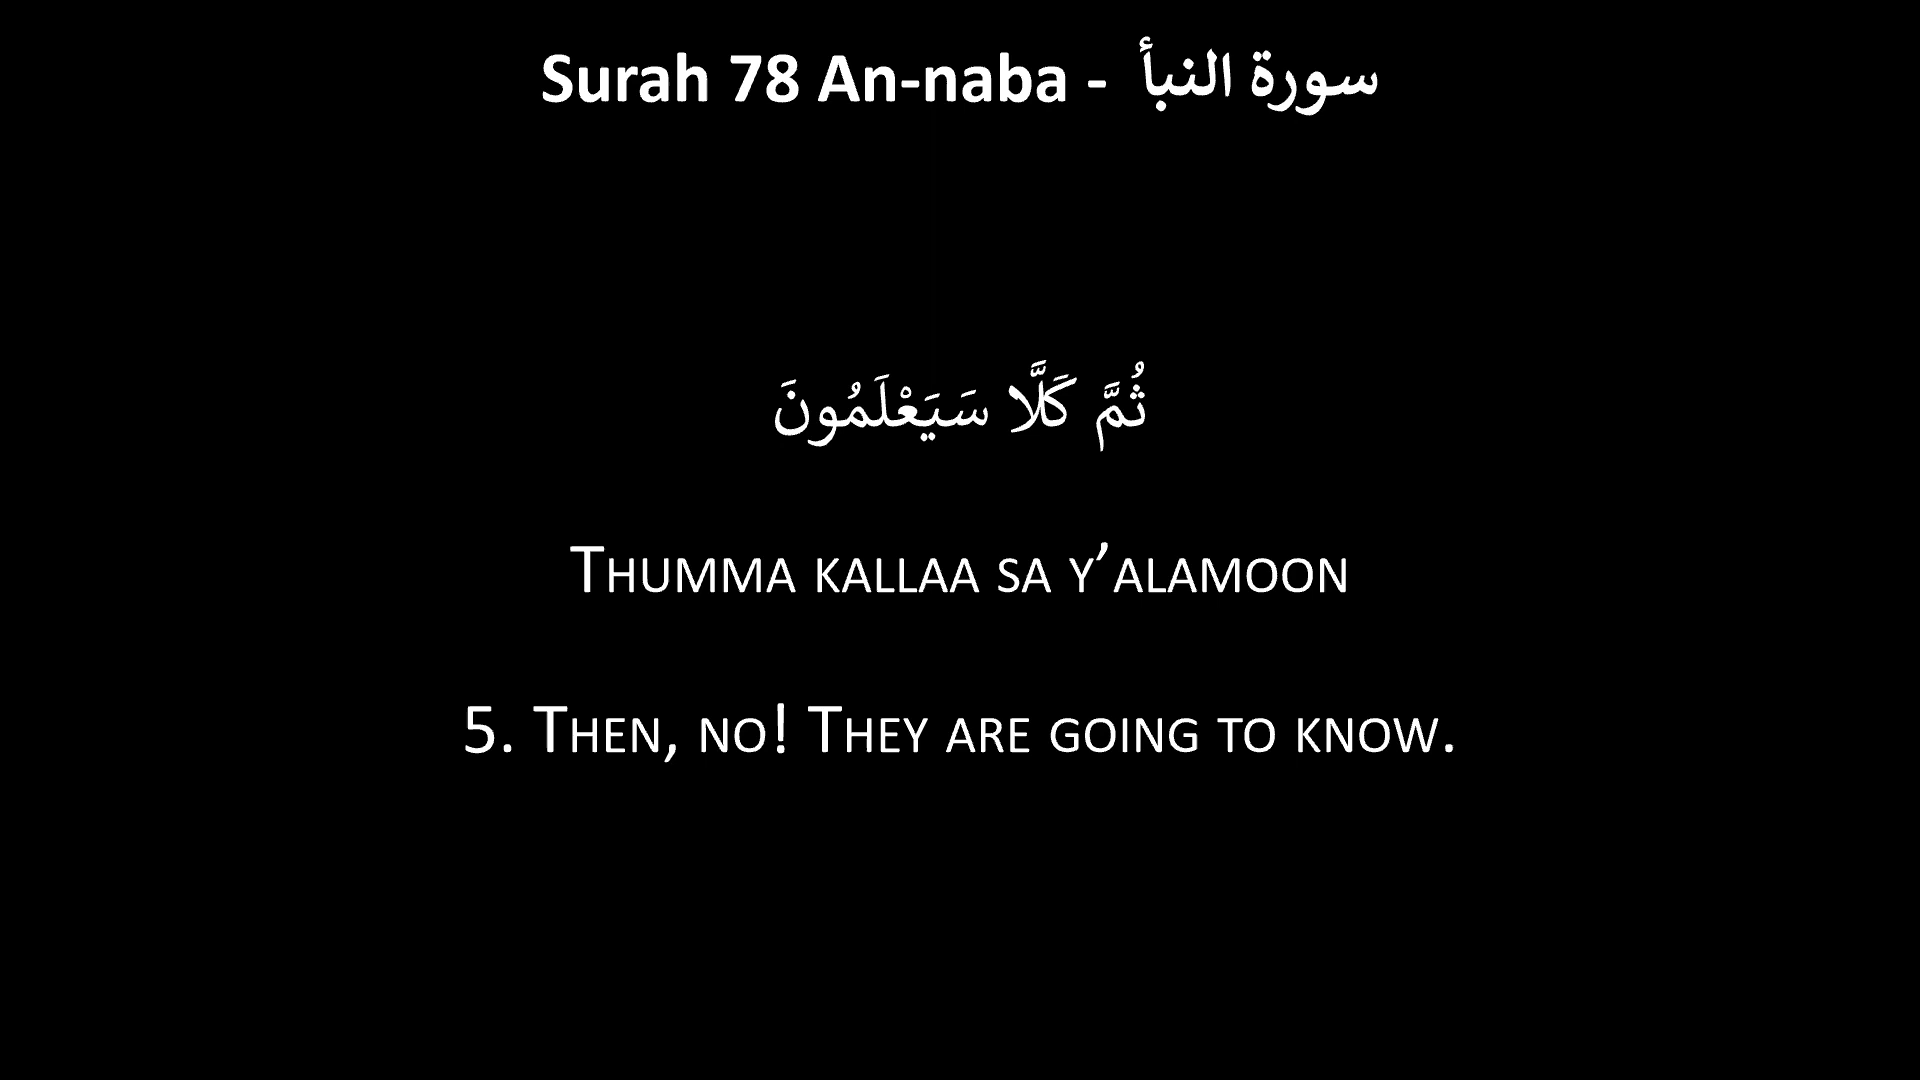 Surah 78 An-naba - سورة النبأ
ثُمَّ كَلَّا سَيَعْلَمُونَ
Thumma kallaa sa y’alamoon
5. Then, no! They are going to know.